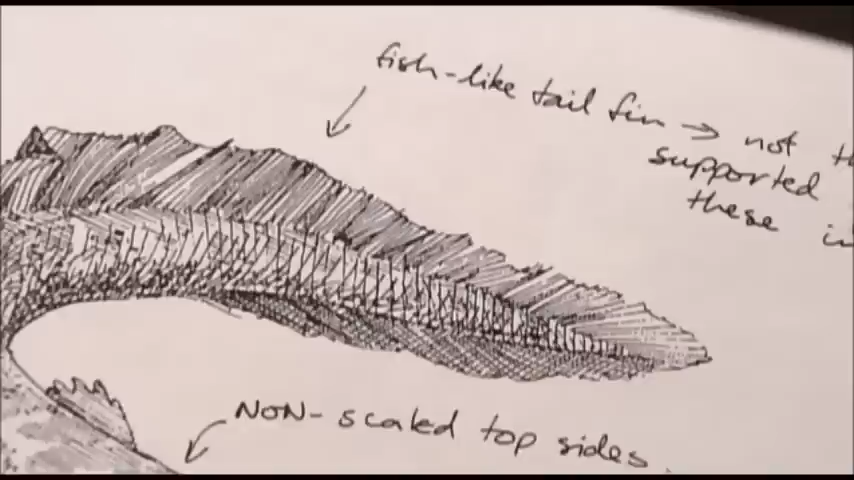 fish-like tail fin → not
supported
these
NON-scaled top sides.